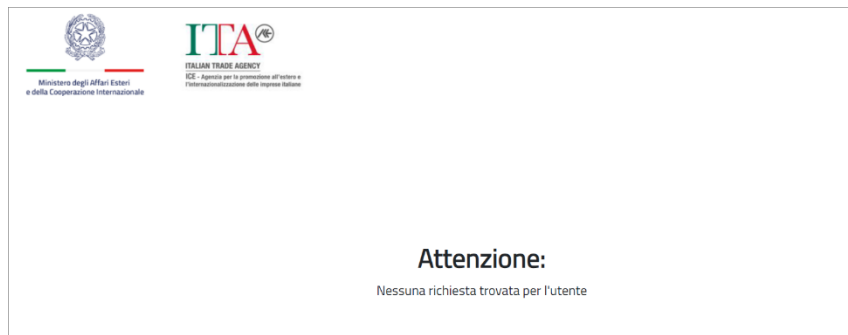 Ministero degli Affari Esteri
e della Cooperazione Internazionale
ITA
ITALIAN TRADE AGENCY
ICE - Agenzia per la promozione all'estero e
l'internazionalizzazione delle imprese italiane
Attenzione:
Nessuna richiesta trovata per l'utente